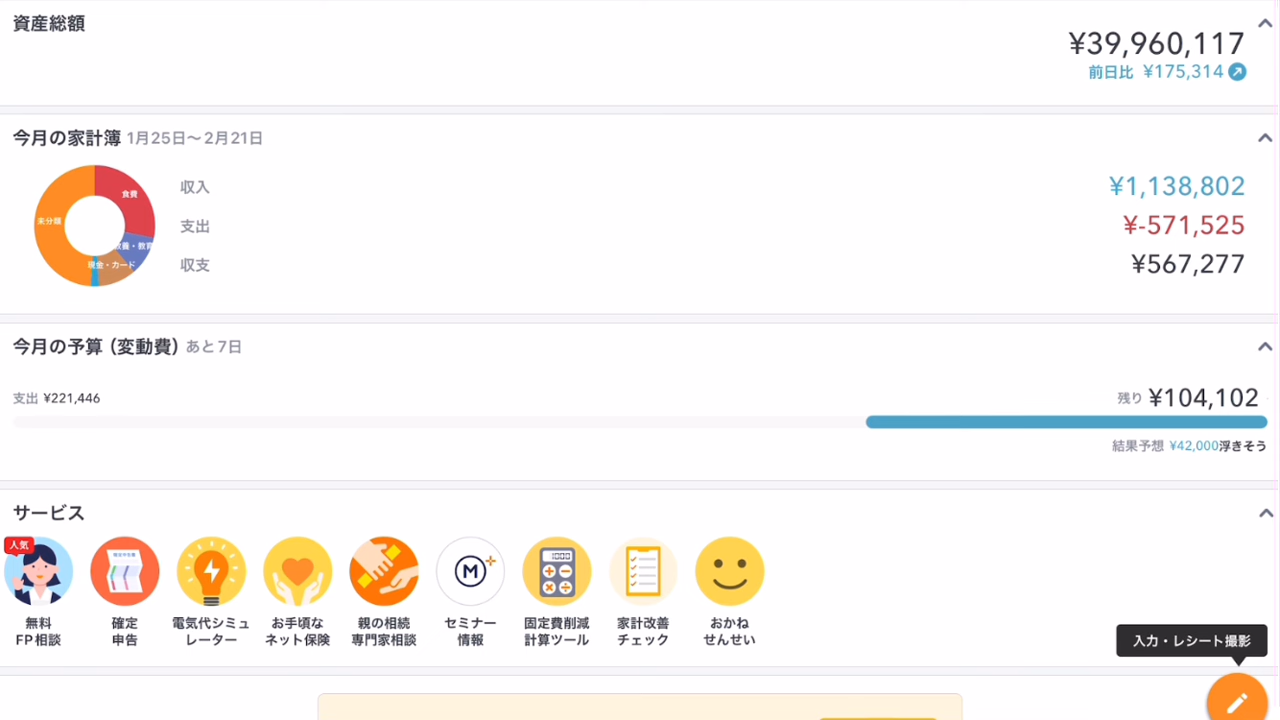 資産総額
¥39,960,117
前日比 ¥175,314
今月の家計簿 1月25日〜2月21日
食費
未分類
教養・教育
現金・カード
収入 ¥1,138,802
支出 ¥-571,525
収支 ¥567,277
今月の予算（変動費） あと7日
支出 ¥221,446
残り ¥104,102
結果予想 ¥42,000浮きそう
サービス
人気
無料
FP相談
確定
申告
電気代シミュ
レーター
お手頃な
ネット保険
親の相続
専門家相談
セミナー
情報
固定費削減
計算ツール
家計改善
チェック
おかね
せんせい
入力・レシート撮影